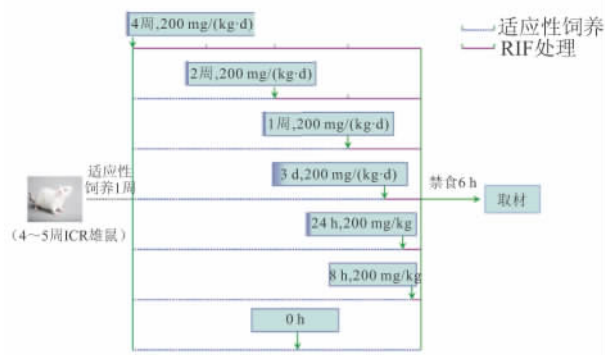 4周,200 mg/(kg·d)
适应性饲养
RIF处理
2周,200 mg/(kg·d)
1周,200 mg/(kg·d)
适应性
饲养1周
3 d,200 mg/(kg·d)
禁食6 h
取材
(4～5周ICR雄鼠)
24 h,200 mg/kg
8 h,200 mg/kg
0 h